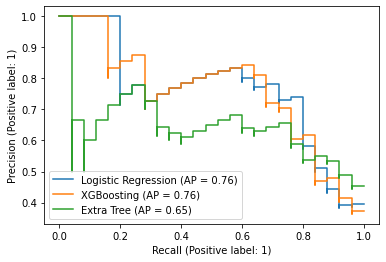 1.0
0.9
0.8
0.7
0.6
0.5
0.4
Precision (Positive label: 1)
Logistic Regression (AP = 0.76)
XGBoosting (AP = 0.76)
Extra Tree (AP = 0.65)
0.0 0.2 0.4 0.6 0.8 1.0
Recall (Positive label: 1)